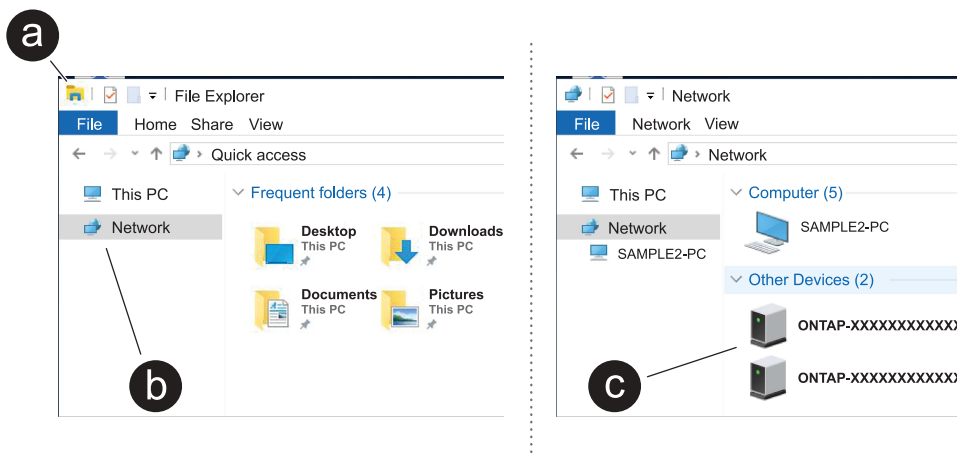 a
File Explorer
File Home Share View
Quick access
This PC
Network
Frequent folders (4)
Desktop
This PC
Downloads
This PC
Documents
This PC
Pictures
This PC
b
Network
File Network View
Network
This PC
Network
SAMPLE2-PC
Computer (5)
SAMPLE2-PC
Other Devices (2)
ONTAP-XXXXXXXXXXXX
ONTAP-XXXXXXXXXXXX
c